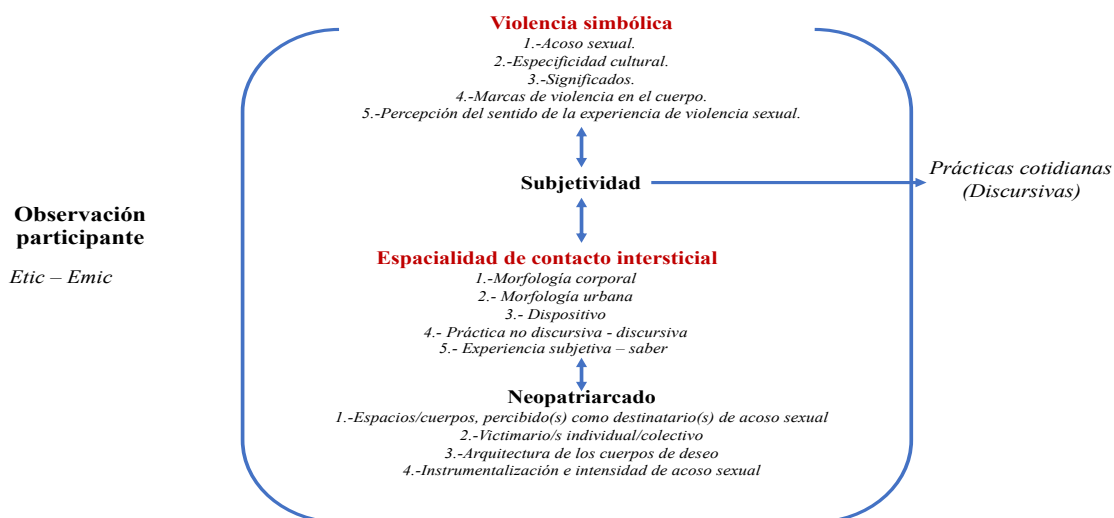 Violencia simbólica
1.-Acoso sexual.
2.-Especificidad cultural.
3.-Significados.
4.-Marcas de violencia en el cuerpo.
5.-Percepción del sentido de la experiencia de violencia sexual.
Subjetividad
Prácticas cotidianas
(Discursivas)
Observación
participante
Etic – Emic
Espacialidad de contacto intersticial
1.-Morfología corporal
2.- Morfología urbana
3.- Dispositivo
4.- Práctica no discursiva - discursiva
5.- Experiencia subjetiva – saber
Neopatriarcado
1.-Espacios/cuerpos, percibido(s) como destinatario(s) de acoso sexual
2.-Victimario/s individual/colectivo
3.-Arquitectura de los cuerpos de deseo
4.-Instrumentalización e intensidad de acoso sexual